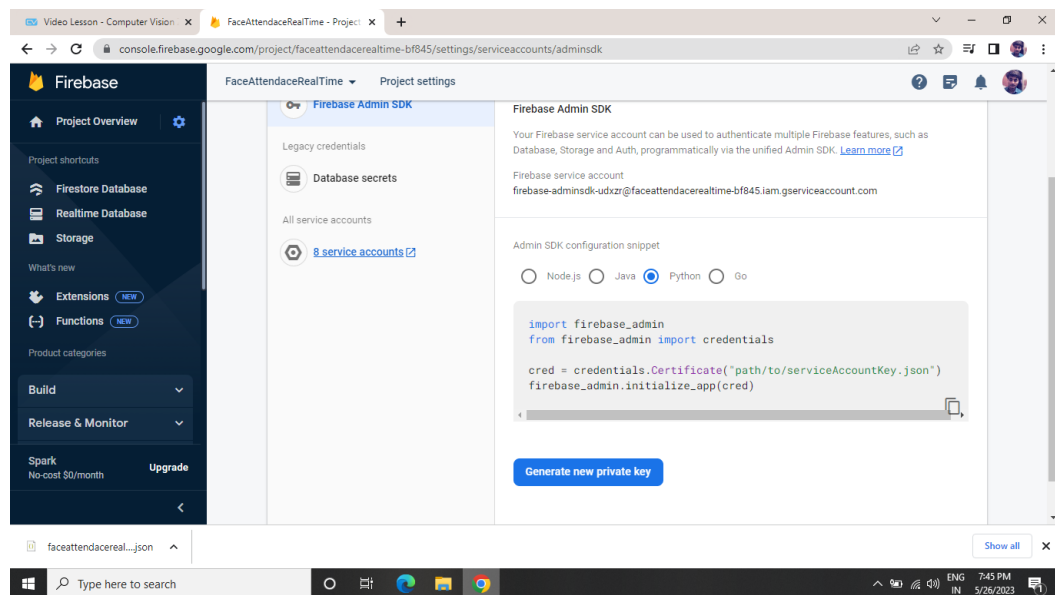 Video Lesson - Computer Vision
FaceAttendaceRealTime - Project
console.firebase.google.com/project/faceattendacerealtime-bf845/settings/serviceaccounts/adminsdk
Firebase
FaceAttendaceRealTime
Project settings
Project Overview
Project shortcuts
Firestore Database
Realtime Database
Storage
What's new
Extensions NEW
Functions NEW
Product categories
Build
Release & Monitor
Spark
No-cost $0/month
Upgrade
Firebase Admin SDK
Legacy credentials
Database secrets
All service accounts
8 service accounts
Firebase Admin SDK
Your Firebase service account can be used to authenticate multiple Firebase features, such as
Database, Storage and Auth, programmatically via the unified Admin SDK. Learn more
Firebase service account
firebase-adminsdk-udxzr@faceattendacerealtime-bf845.iam.gserviceaccount.com
Admin SDK configuration snippet
Node.js Java Python Go
import firebase_admin
from firebase_admin import credentials
cred = credentials.Certificate("path/to/serviceAccountKey.json")
firebase_admin.initialize_app(cred)
Generate new private key
faceattendacereal....json
Show all
Type here to search
ENG
IN
7:45 PM
5/26/2023
1